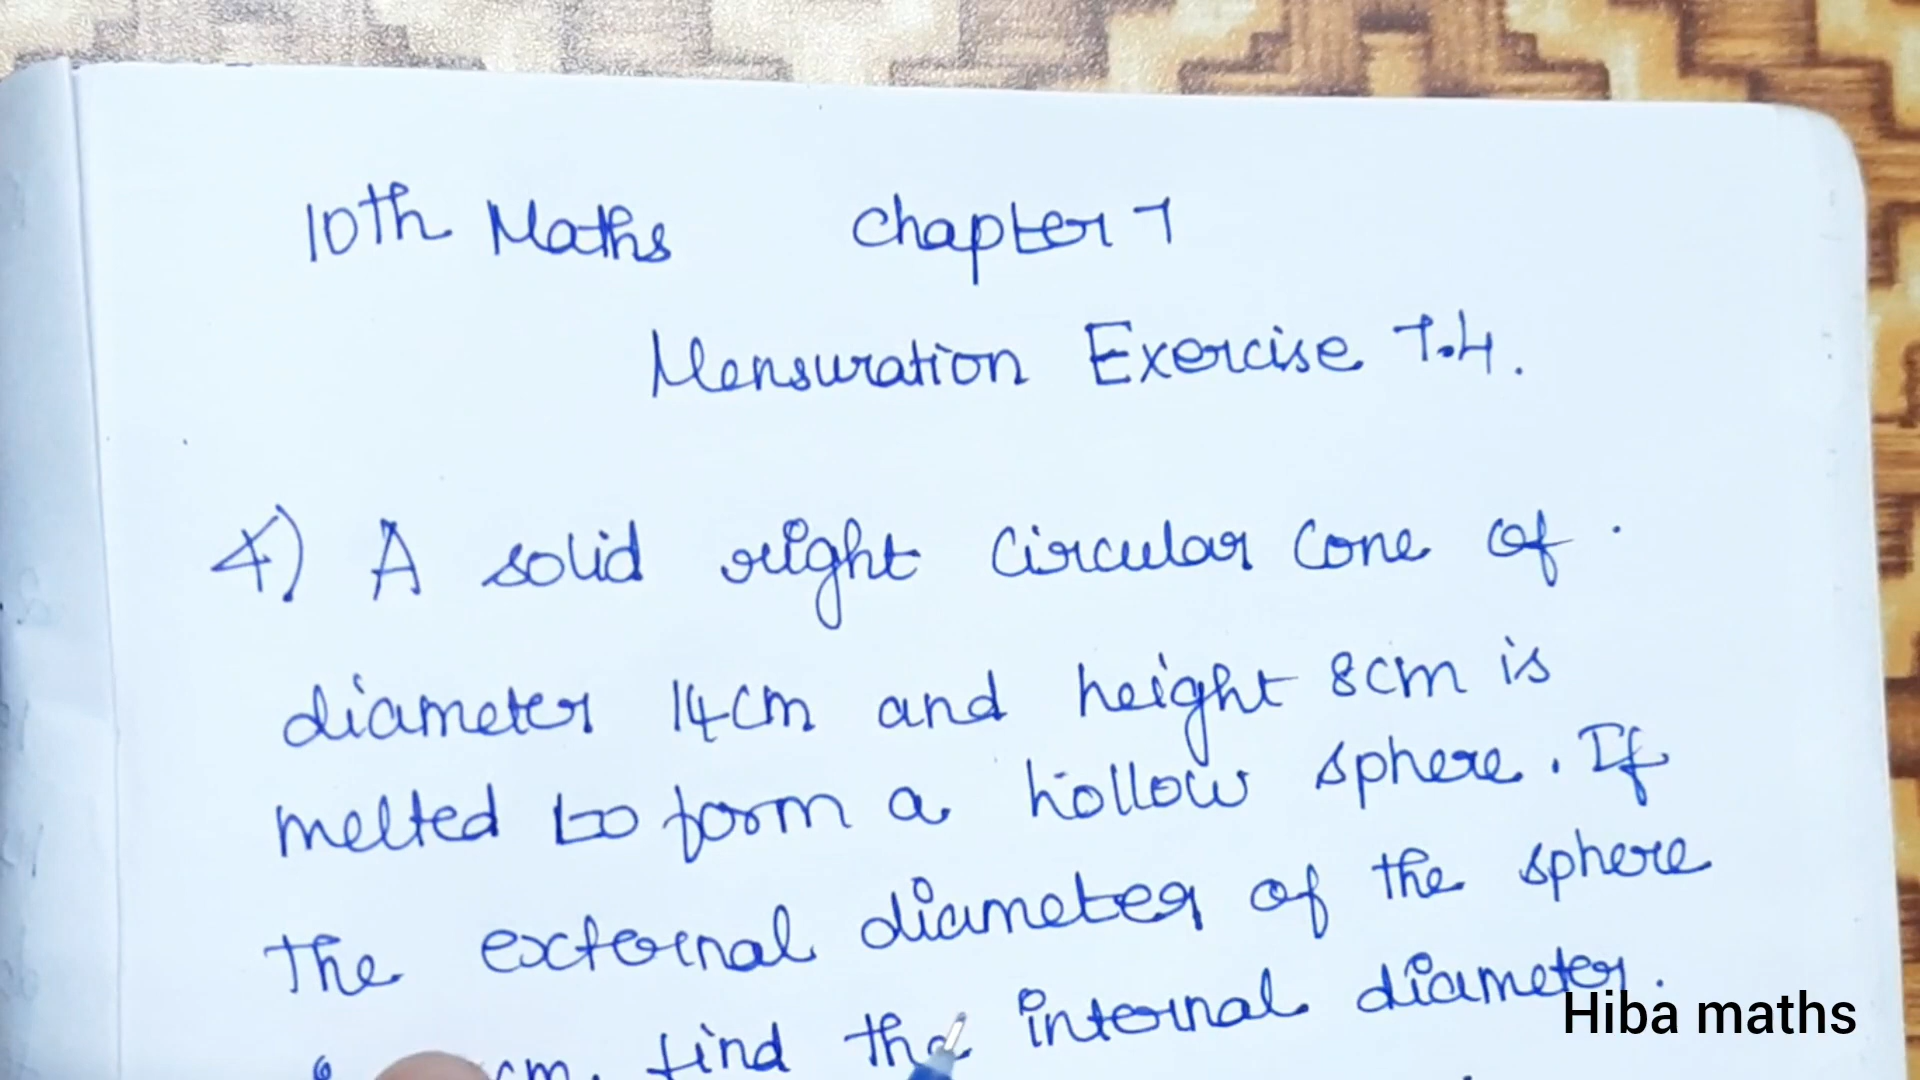 10th Maths chapter 7
Mensuration Exercise 7.4.
4) A solid right circular cone of
diameter 14cm and height 8cm is
melted to form a hollow sphere. If
the external diameter of the sphere
cm, find the internal diameter.
Hiba maths